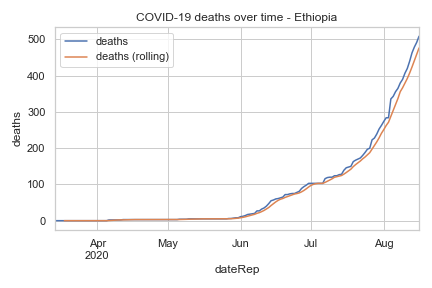 COVID-19 deaths over time - Ethiopia
deaths
deaths (rolling)
500
400
300
200
100
0
deaths
Apr May Jun Jul Aug
2020
dateRep